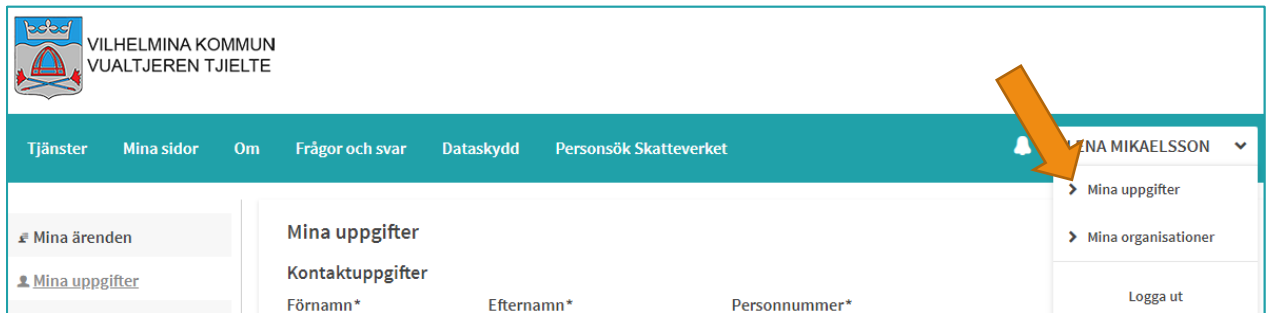 VILHELMINA KOMMUN
VUALTJEREN TJIELTE
Tjänster Mina sidor Om Frågor och svar Dataskydd Personsök Skatteverket
MIKAELSSON
Mina uppgifter
Mina organisationer
Logga ut
Mina ärenden
Mina uppgifter
Mina uppgifter
Kontaktuppgifter
Förnamn* Efternamn* Personnummer*